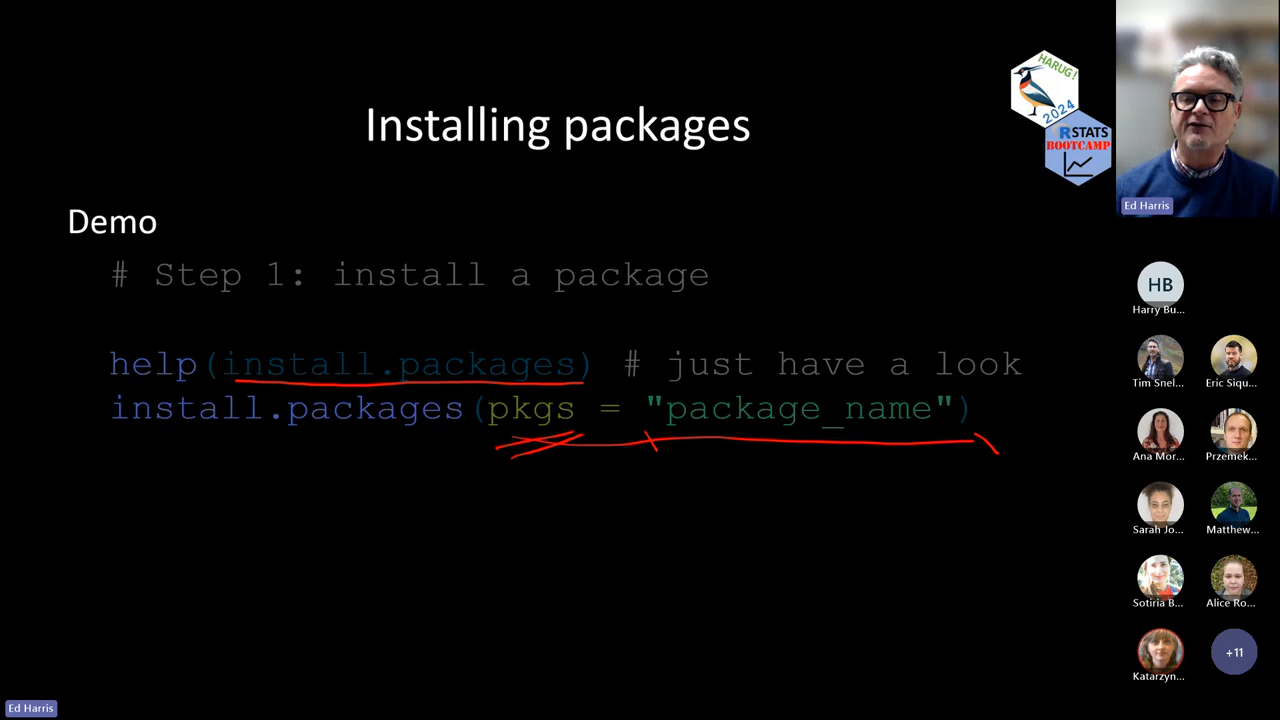 Installing packages
HARUG!
2024
RSTATS
BOOTCAMP
Ed Harris
Demo
# Step 1: install a package
help(install.packages) # just have a look
install.packages(pkgs = "package_name")
HB
Harry Bu...
Tim Snel...
Eric Siqu...
Ana Mor...
Przemek...
Sarah Jo...
Matthew...
Sotiria B...
Alice Ro...
Katarzyn...
+11
Ed Harris